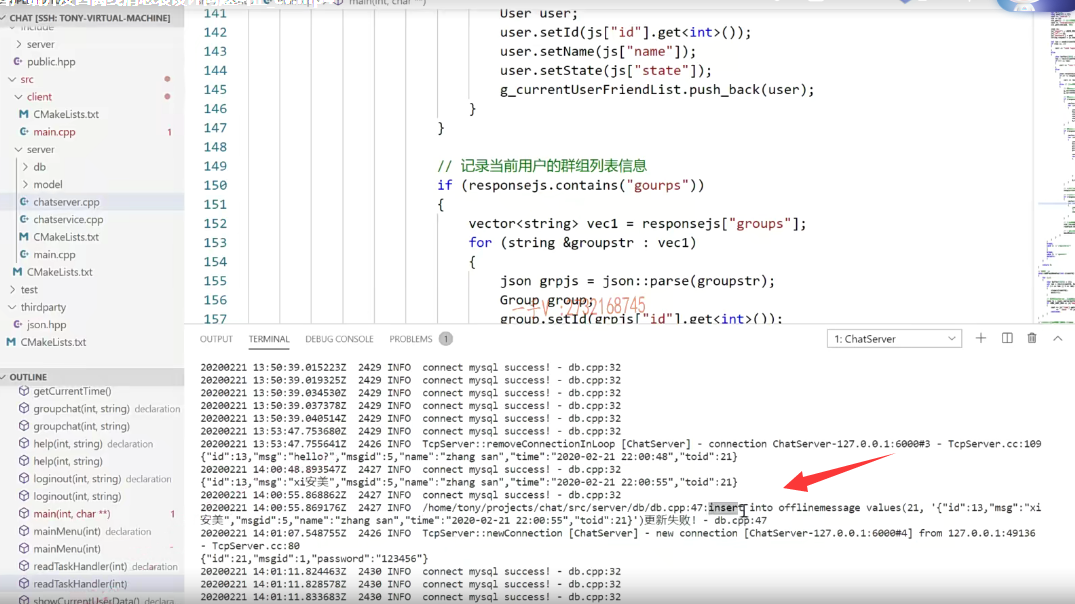 CHAT [SSH: TONY-VIRTUAL-MACHINE]
include
server
public.hpp
src
client
CMakeLists.txt
main.cpp 1
server
db
model
chatserver.cpp
chatservice.cpp
CMakeLists.txt
main.cpp
CMakeLists.txt
test
thirdparty
json.hpp
CMakeLists.txt
OUTLINE
getCurrentTime()
groupchat(int, string) declaration
groupchat(int, string)
help(int, string) declaration
help(int, string)
loginout(int, string) declaration
loginout(int, string)
main(int, char **) 1
mainMenu(int) declaration
mainMenu(int)
readTaskHandler(int) declaration
readTaskHandler(int)
showCurrentUserData() declara
141 User user;
142 user.setId(js["id"].get<int>());
143 user.setName(js["name"]);
144 user.setState(js["state"]);
145 g_currentUserFriendList.push_back(user);
146 }
147 }
148
149 // 记录当前用户的群组列表信息
150 if (responsejs.contains("gourps"))
151 {
152 vector<string> vec1 = responsejs["groups"];
153 for (string &groupstr : vec1)
154 {
155 json grpjs = json::parse(groupstr);
156 Group group;
157 group.setId(grpjs["id"].get<int>());
一手V :2732168745
OUTPUT TERMINAL DEBUG CONSOLE PROBLEMS 1 1: ChatServer
20200221 13:50:39.015223Z 2429 INFO connect mysql success! - db.cpp:32
20200221 13:50:39.019325Z 2429 INFO connect mysql success! - db.cpp:32
20200221 13:50:39.034530Z 2429 INFO connect mysql success! - db.cpp:32
20200221 13:50:39.037378Z 2429 INFO connect mysql success! - db.cpp:32
20200221 13:50:39.040514Z 2429 INFO connect mysql success! - db.cpp:32
20200221 13:53:47.753680Z 2429 INFO connect mysql success! - db.cpp:32
20200221 13:53:47.755641Z 2426 INFO TcpServer::removeConnectionInLoop [ChatServer] - connection ChatServer-127.0.0.1:6000#3 - TcpServer.cc:109
{"id":13,"msg":"hello?","msgid":5,"name":"zhang san","time":"2020-02-21 22:00:48","toid":21}
20200221 14:00:48.893547Z 2427 INFO connect mysql success! - db.cpp:32
{"id":13,"msg":"xi安美","msgid":5,"name":"zhang san","time":"2020-02-21 22:00:55","toid":21}
20200221 14:00:55.868862Z 2427 INFO connect mysql success! - db.cpp:32
20200221 14:00:55.869176Z 2427 INFO /home/tony/projects/chat/src/server/db/db.cpp:47:insert into offlinemessage values(21, '{"id":13,"msg":"xi
安美","msgid":5,"name":"zhang san","time":"2020-02-21 22:00:55","toid":21}')更新失败! - db.cpp:47
20200221 14:01:07.548755Z 2426 INFO TcpServer::newConnection [ChatServer] - new connection [ChatServer-127.0.0.1:6000#4] from 127.0.0.1:49136
- TcpServer.cc:80
{"id":21,"msgid":1,"password":"123456"}
20200221 14:01:11.824463Z 2430 INFO connect mysql success! - db.cpp:32
20200221 14:01:11.828578Z 2430 INFO connect mysql success! - db.cpp:32
20200221 14:01:11.833683Z 2430 INFO connect mysql success! - db.cpp:32